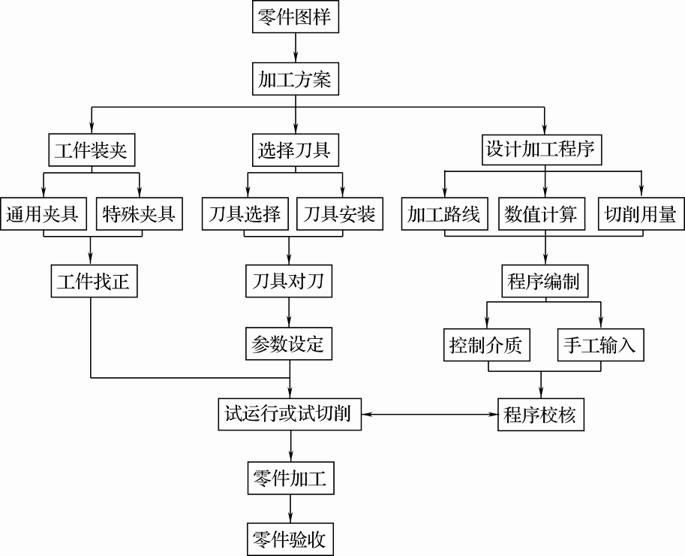 零件图样
加工方案
工件装夹
选择刀具
设计加工程序
通用夹具
特殊夹具
刀具选择
刀具安装
加工路线
数值计算
切削用量
工件找正
刀具对刀
程序编制
参数设定
控制介质
手工输入
试运行或试切削
程序校核
零件加工
零件验收